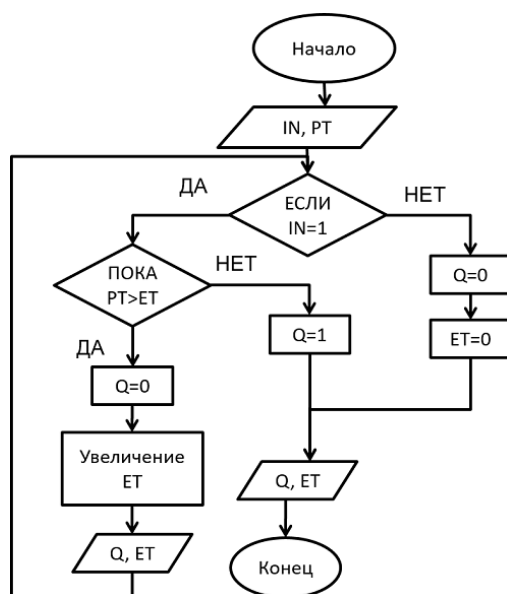 Начало
IN, PT
ДА
ЕСЛИ
IN=1
НЕТ
ПОКА
PT>ET
НЕТ
Q=0
Q=1
ET=0
ДА
Q=0
Увеличение
ET
Q, ET
Q, ET
Конец